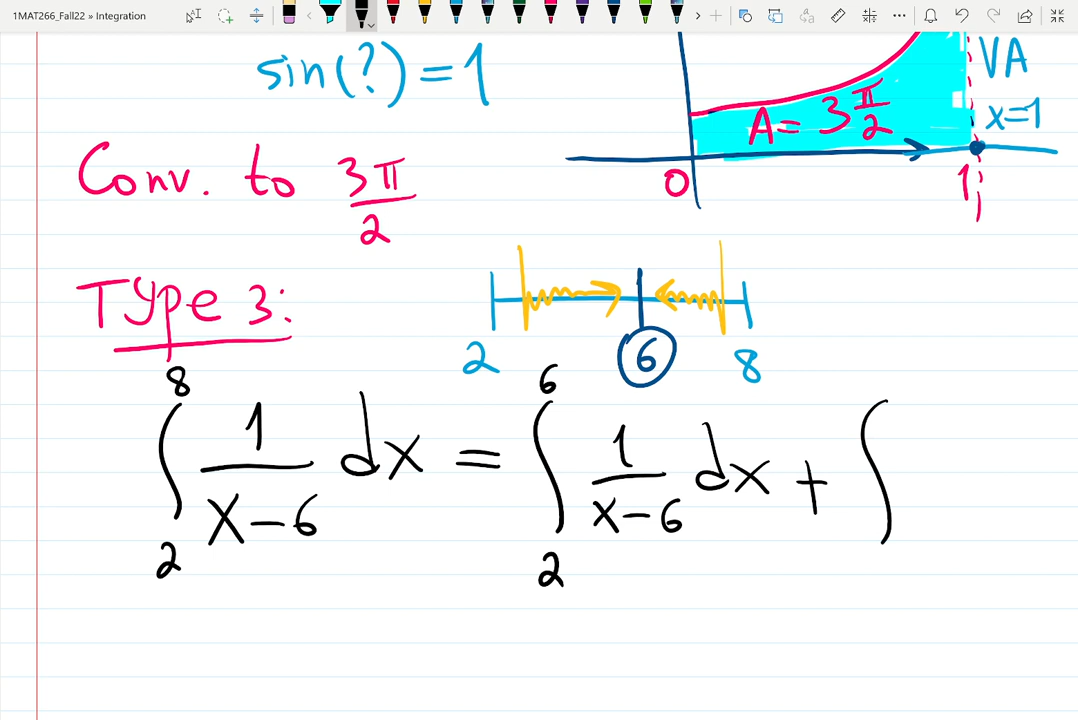 1MAT266_Fall22 » Integration
sin(?) = 1
VA
x=1
A = 3 π/2
0 1
Conv. to 3π/2
Type 3:
2 6 8
∫₂⁸ 1/(x−6) dx = ∫₂⁶ 1/(x−6) dx + ∫